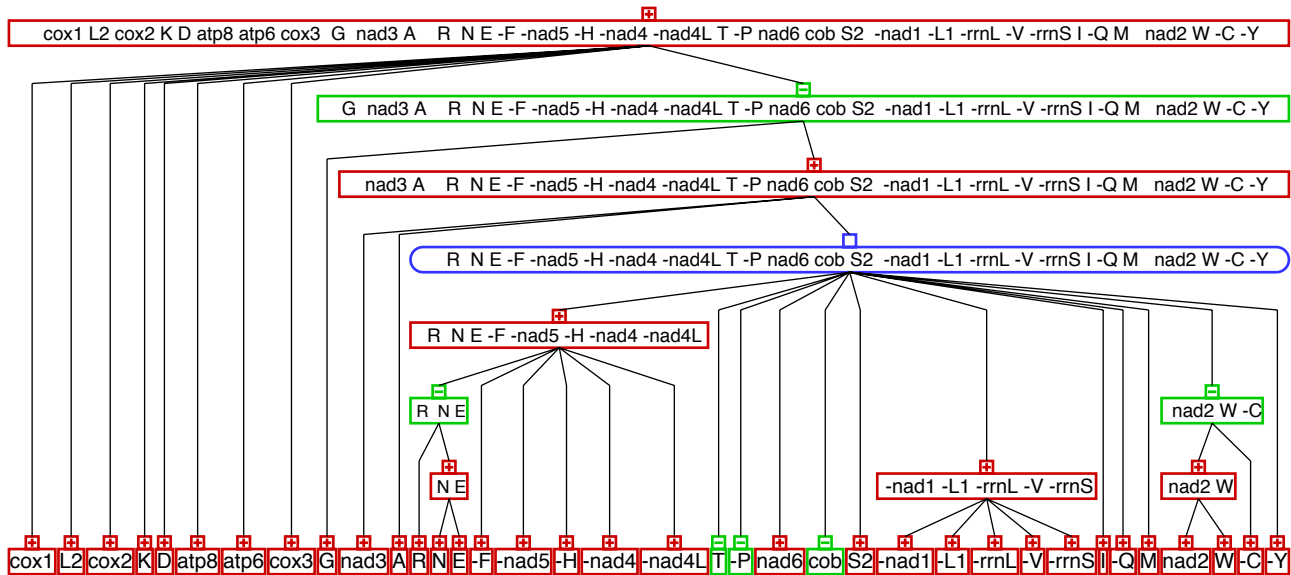 cox1 L2 cox2 K D atp8 atp6 cox3 G nad3 A R N E -F -nad5 -H -nad4 -nad4L T -P nad6 cob S2 -nad1 -L1 -rrnL -V -rrnS I -Q M nad2 W -C -Y
G nad3 A R N E -F -nad5 -H -nad4 -nad4L T -P nad6 cob S2 -nad1 -L1 -rrnL -V -rrnS I -Q M nad2 W -C -Y
nad3 A R N E -F -nad5 -H -nad4 -nad4L T -P nad6 cob S2 -nad1 -L1 -rrnL -V -rrnS I -Q M nad2 W -C -Y
R N E -F -nad5 -H -nad4 -nad4L T -P nad6 cob S2 -nad1 -L1 -rrnL -V -rrnS I -Q M nad2 W -C -Y
R N E -F -nad5 -H -nad4 -nad4L
R N E
nad2 W -C
N E
-nad1 -L1 -rrnL -V -rrnS
nad2 W
cox1 L2 cox2 K D atp8 atp6 cox3 G nad3 A R N E -F -nad5 -H -nad4 -nad4L T -P nad6 cob S2 -nad1 -L1 -rrnL -V -rrnS I -Q M nad2 W -C -Y